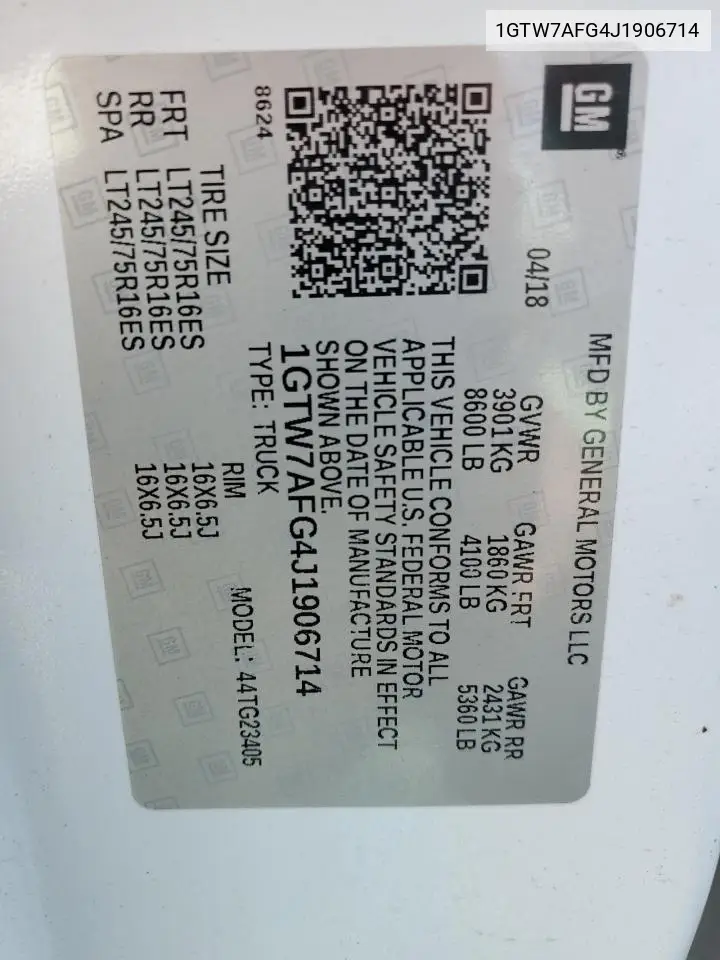 1GTW7AFG4J1906714
GM
MFD BY GENERAL MOTORS LLC
04/18
GVWR GAWR FRT GAWR RR
3901 KG 1860 KG 2431 KG
8600 LB 4100 LB 5360 LB
THIS VEHICLE CONFORMS TO ALL
APPLICABLE U.S. FEDERAL MOTOR
VEHICLE SAFETY STANDARDS IN EFFECT
ON THE DATE OF MANUFACTURE
SHOWN ABOVE.
1GTW7AFG4J1906714
TYPE: TRUCK MODEL: 44TG23405
8624
TIRE SIZE RIM
FRT LT245/75R16ES 16X6.5J
RR LT245/75R16ES 16X6.5J
SPA LT245/75R16ES 16X6.5J